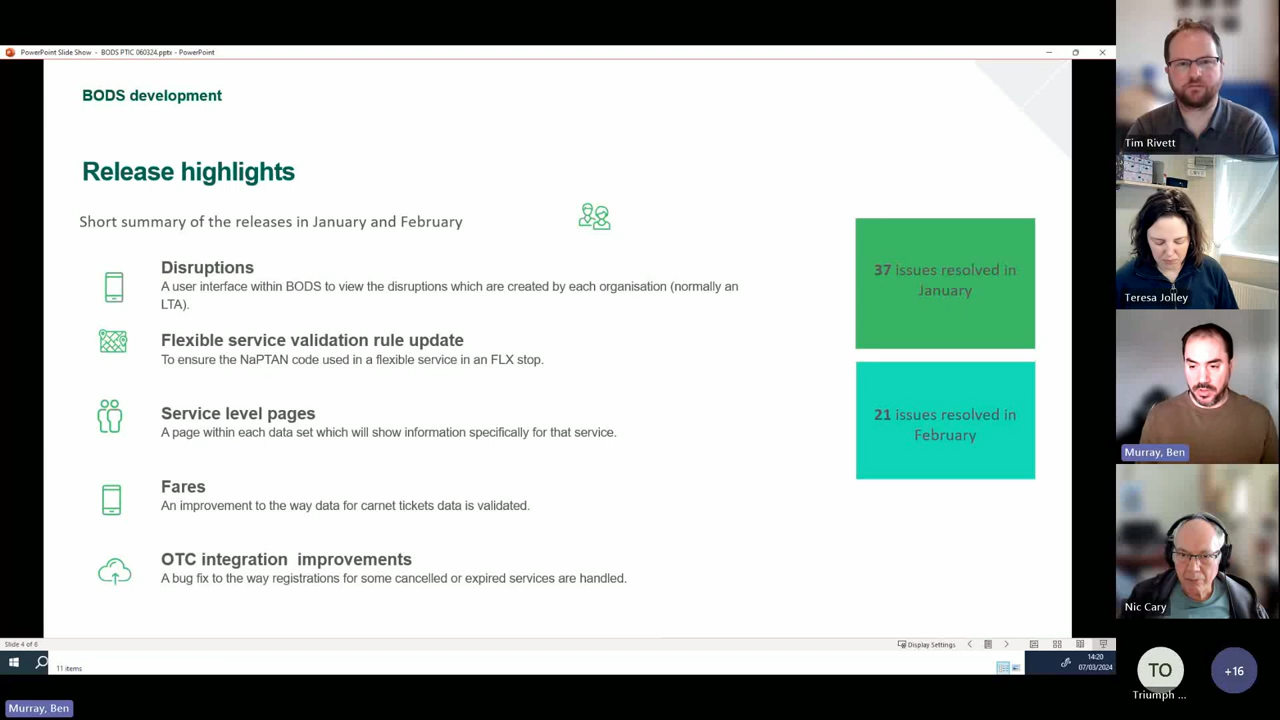 PowerPoint Slide Show - BODS PTIC 060324.pptx - PowerPoint
BODS development
Release highlights
Short summary of the releases in January and February
Disruptions
A user interface within BODS to view the disruptions which are created by each organisation (normally an
LTA).
Flexible service validation rule update
To ensure the NaPTAN code used in a flexible service in an FLX stop.
Service level pages
A page within each data set which will show information specifically for that service.
Fares
An improvement to the way data for carnet tickets data is validated.
OTC integration  improvements
A bug fix to the way registrations for some cancelled or expired services are handled.
37 issues resolved in
January
21 issues resolved in
February
Slide 4 of 6
Display Settings
11 items
14:20
07/03/2024
Murray, Ben
Tim Rivett
Teresa Jolley
Murray, Ben
Nic Cary
TO
Triumph ...
+16